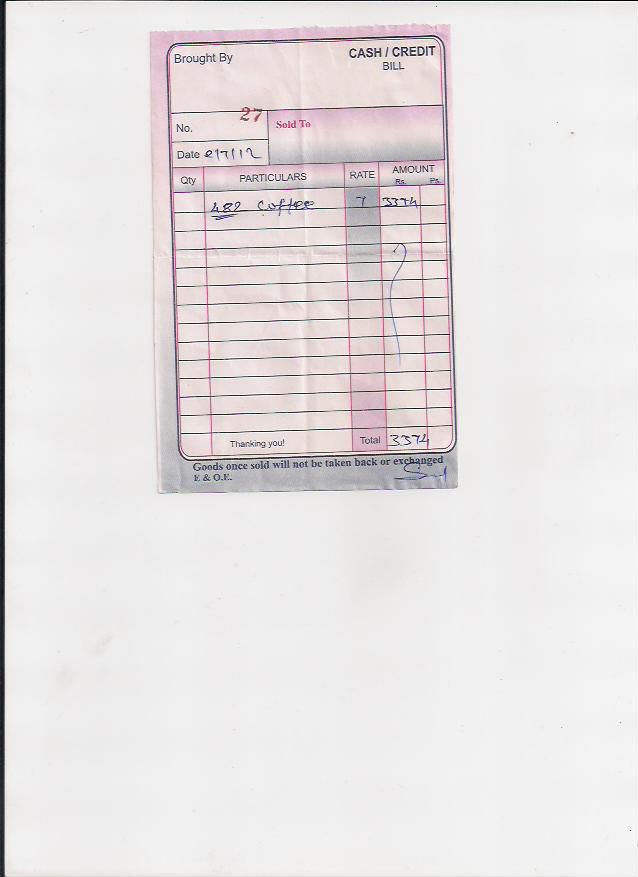 Brought By
CASH / CREDIT
BILL
No. 27
Sold To
Date 2/7/12
Qty PARTICULARS RATE AMOUNT
Rs. Ps.
482 Coffee 7 3374
Thanking you! Total 3374
Goods once sold will not be taken back or exchanged
E & O.E.